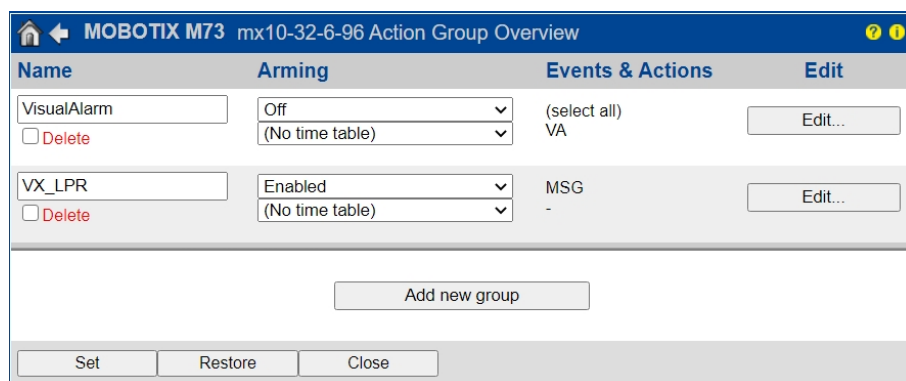 MOBOTIX M73 mx10-32-6-96 Action Group Overview ? i
Name Arming Events & Actions Edit
VisualAlarm Off (select all) Edit...
Delete (No time table) VA
VX_LPR Enabled MSG Edit...
Delete (No time table) -
Add new group
Set Restore Close